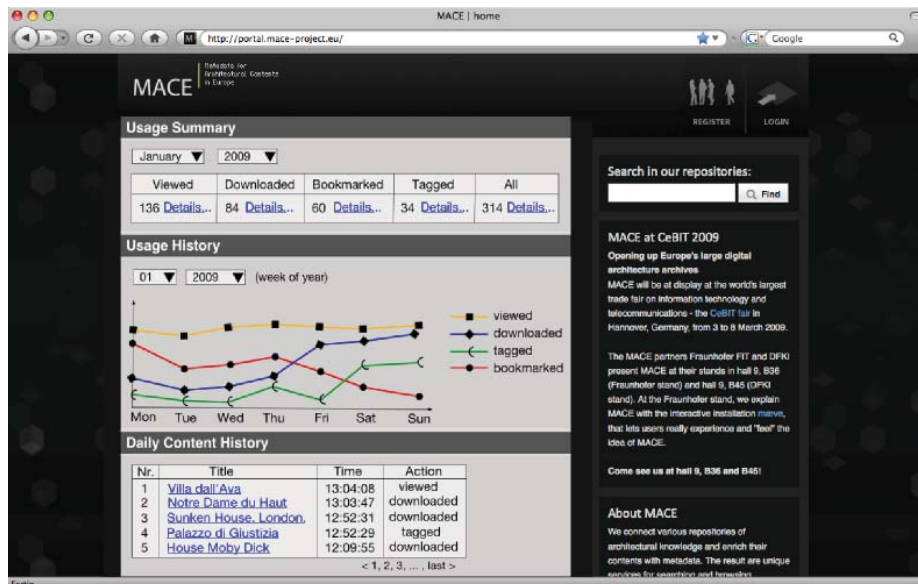 MACE | home
http://portal.mace-project.eu/
Google
MACE
Metadata for
Architectural Contents
in Europe
REGISTER
LOGIN
Usage Summary
January 2009
Viewed Downloaded Bookmarked Tagged All
136 Details... 84 Details... 60 Details... 34 Details... 314 Details...
Usage History
01 2009 (week of year)
viewed
downloaded
tagged
bookmarked
Mon Tue Wed Thu Fri Sat Sun
Daily Content History
Nr. Title Time Action
1 Villa dall'Ava 13:04:08 viewed
2 Notre Dame du Haut 13:03:47 downloaded
3 Sunken House, London, 12:52:31 downloaded
4 Palazzo di Giustizia 12:52:29 tagged
5 House Moby Dick 12:09:55 downloaded
< 1, 2, 3, ... , last >
Search in our repositories:
Find
MACE at CeBIT 2009
Opening up Europe's large digital
architecture archives
MACE will be at display at the world's largest
trade fair on information technology and
telecommunications - the CeBIT fair in
Hannover, Germany, from 3 to 8 March 2009.
The MACE partners Fraunhofer FIT and DFKI
present MACE at their stands in hall 9, B36
(Fraunhofer stand) and hall 9, B45 (DFKI
stand). At the Fraunhofer stand, we explain
MACE with the interactive installation mæve,
that lets users really experience and "feel" the
idea of MACE.
Come see us at hall 9, B36 and B45!
About MACE
We connect various repositories of
architectural knowledge and enrich their
contents with metadata. The result are unique
services for searching and browsing